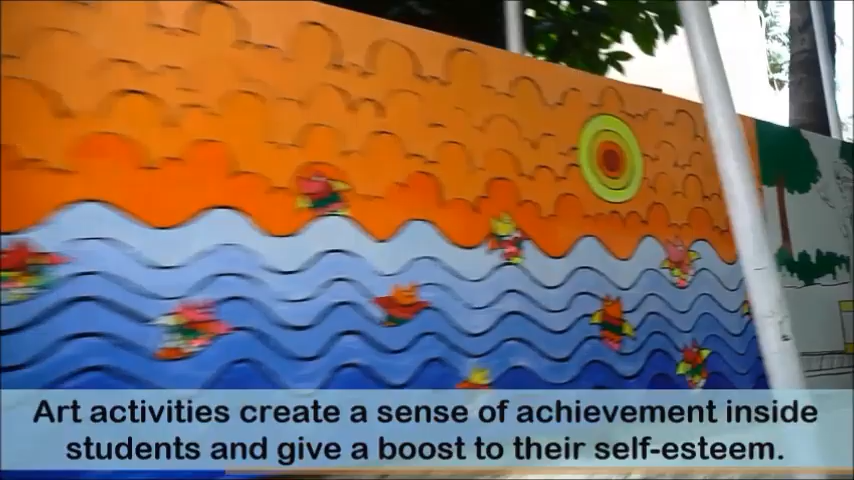 Art activities create a sense of achievement inside
students and give a boost to their self-esteem.